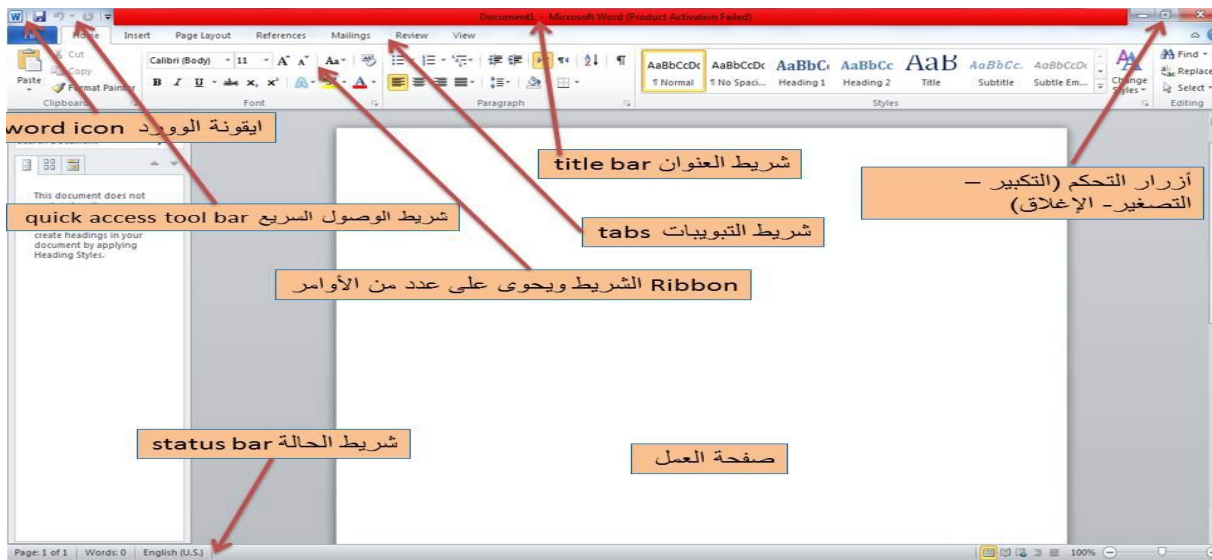 Document1 - Microsoft Word (Product Activation Failed)
Home Insert Page Layout References Mailings Review View
Cut
Copy
Paste
Format Painter
Calibri (Body) 11
Clipboard
Font
Paragraph
AaBbCcDc AaBbCcDc AaBbC AaBbCc AaB AaBbCc. AaBbCcDc
¶ Normal ¶ No Spaci... Heading 1 Heading 2 Title Subtitle Subtle Em...
Change Styles
Styles
Find
Replace
Select
Editing
ايقونة الوورد word icon
شريط العنوان title bar
أزرار التحكم (التكبير –
التصغير- الإغلاق)
This document does not
شريط الوصول السريع quick access tool bar
create headings in your
document by applying
Heading Styles.
شريط التبويبات tabs
Ribbon الشريط ويحوى على عدد من الأوامر
شريط الحالة status bar
صفحة العمل
Page: 1 of 1 Words: 0 English (U.S.) 100%